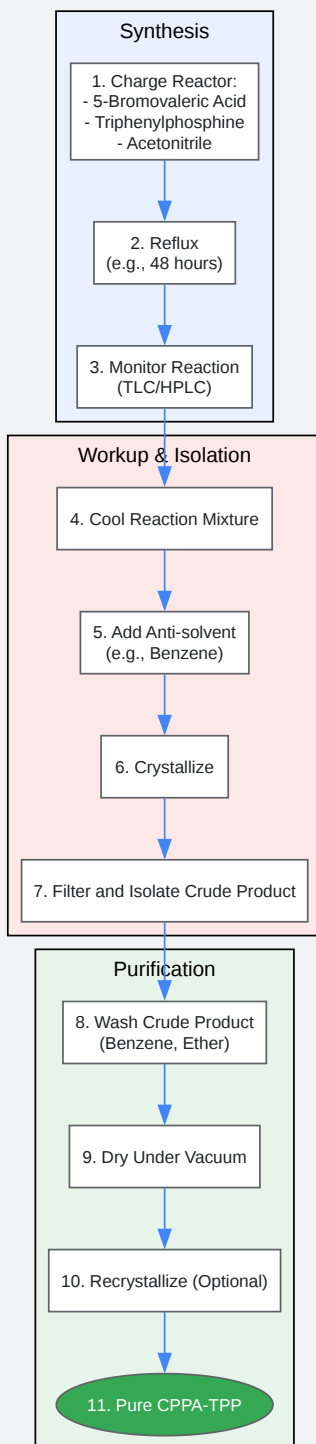 Synthesis
1. Charge Reactor:
- 5-Bromovaleric Acid
- Triphenylphosphine
- Acetonitrile
2. Reflux
(e.g., 48 hours)
3. Monitor Reaction
(TLC/HPLC)
Workup & Isolation
4. Cool Reaction Mixture
5. Add Anti-solvent
(e.g., Benzene)
6. Crystallize
7. Filter and Isolate Crude Product
Purification
8. Wash Crude Product
(Benzene, Ether)
9. Dry Under Vacuum
10. Recrystallize (Optional)
11. Pure CPPA-TPP